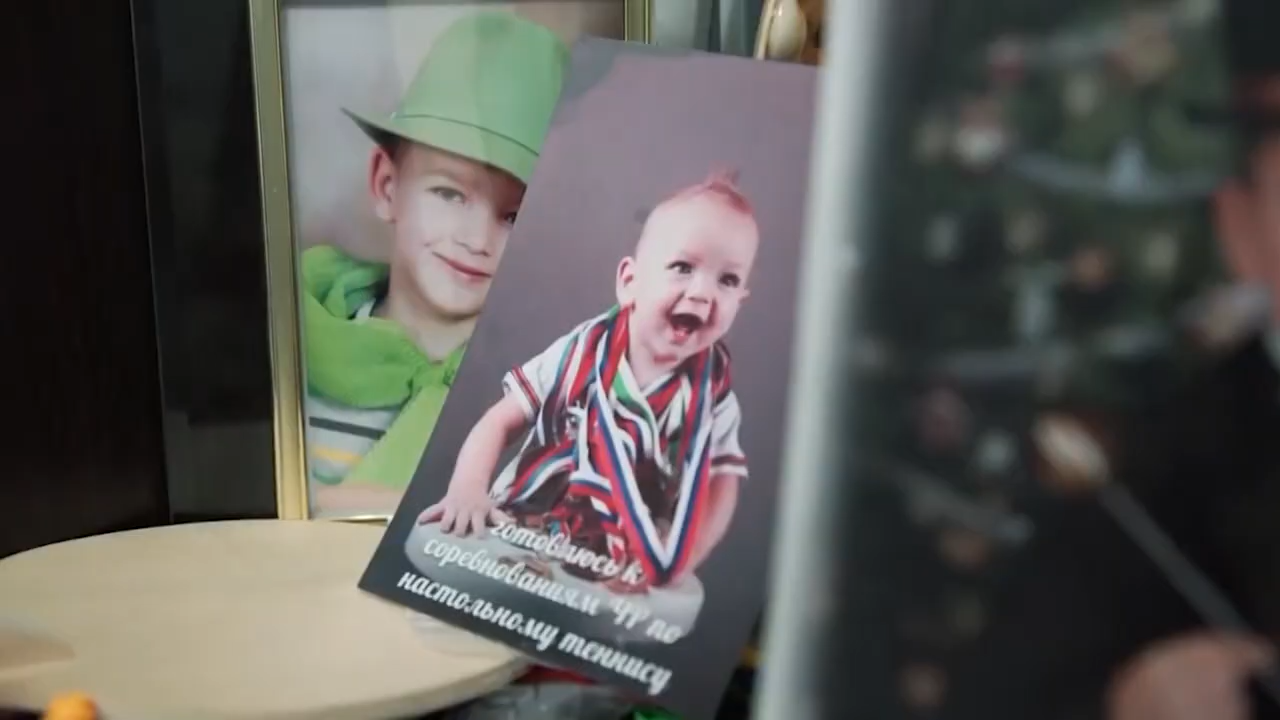 готовлюсь к
соревнованиям ЧР по
настольному теннису